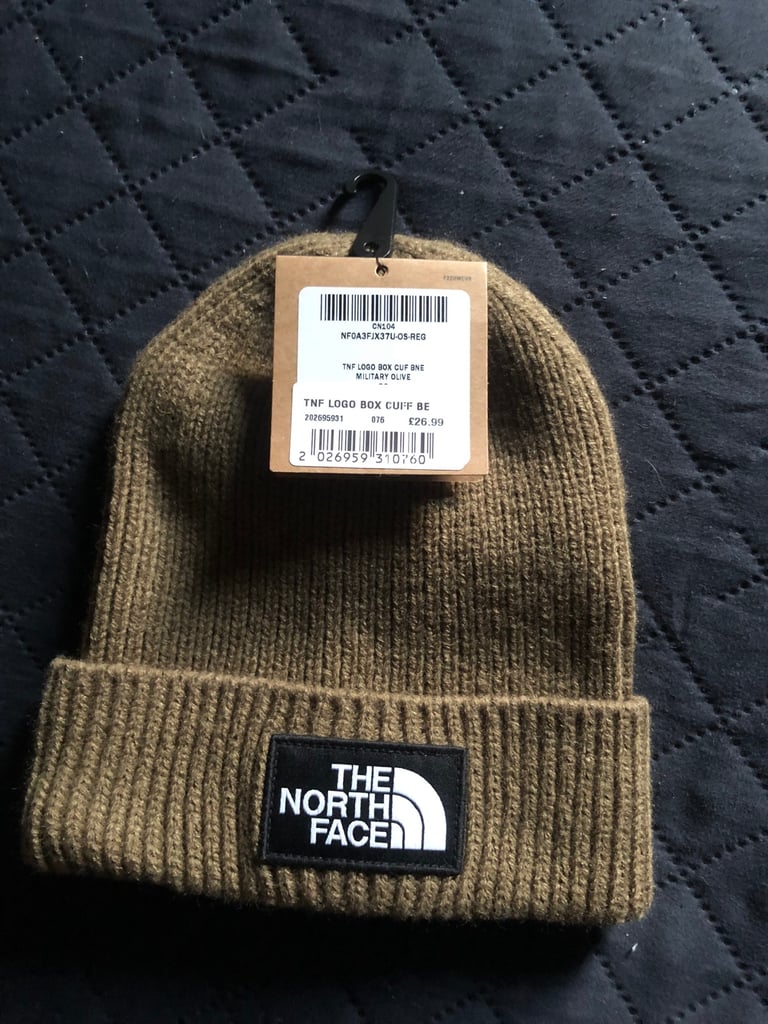 CN104
NF0A3FJX37U-OS-REG
TNF LOGO BOX CUF BNE
MILITARY OLIVE
TNF LOGO BOX CUFF BE
202695931 076 £26.99
2 026959 310760
THE
NORTH
FACE